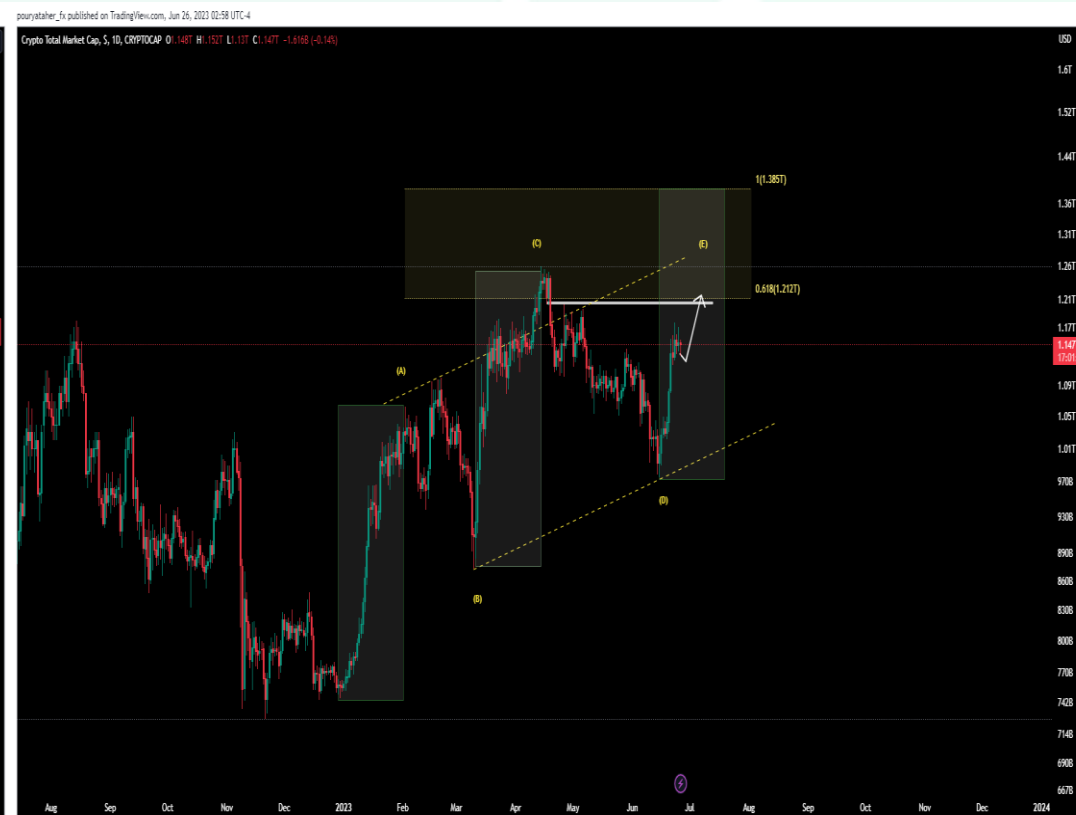 pouryataher_fx published on TradingView.com, Jun 26, 2023 02:58 UTC-4
Crypto Total Market Cap, $, 1D, CRYPTOCAP O1.148T H1.152T L1.13T C1.147T −1.616B (−0.14%)
USD
1.6T
1.52T
1.44T
1(1.385T)
1.36T
1.31T
(C)
(E)
1.26T
0.618(1.212T)
1.21T
1.17T
1.147
17:01
(A)
1.09T
1.05T
1.01T
970B
(D)
930B
890B
860B
(B)
830B
800B
770B
742B
714B
690B
667B
Aug Sep Oct Nov Dec 2023 Feb Mar Apr May Jun Jul Aug Sep Oct Nov Dec 2024